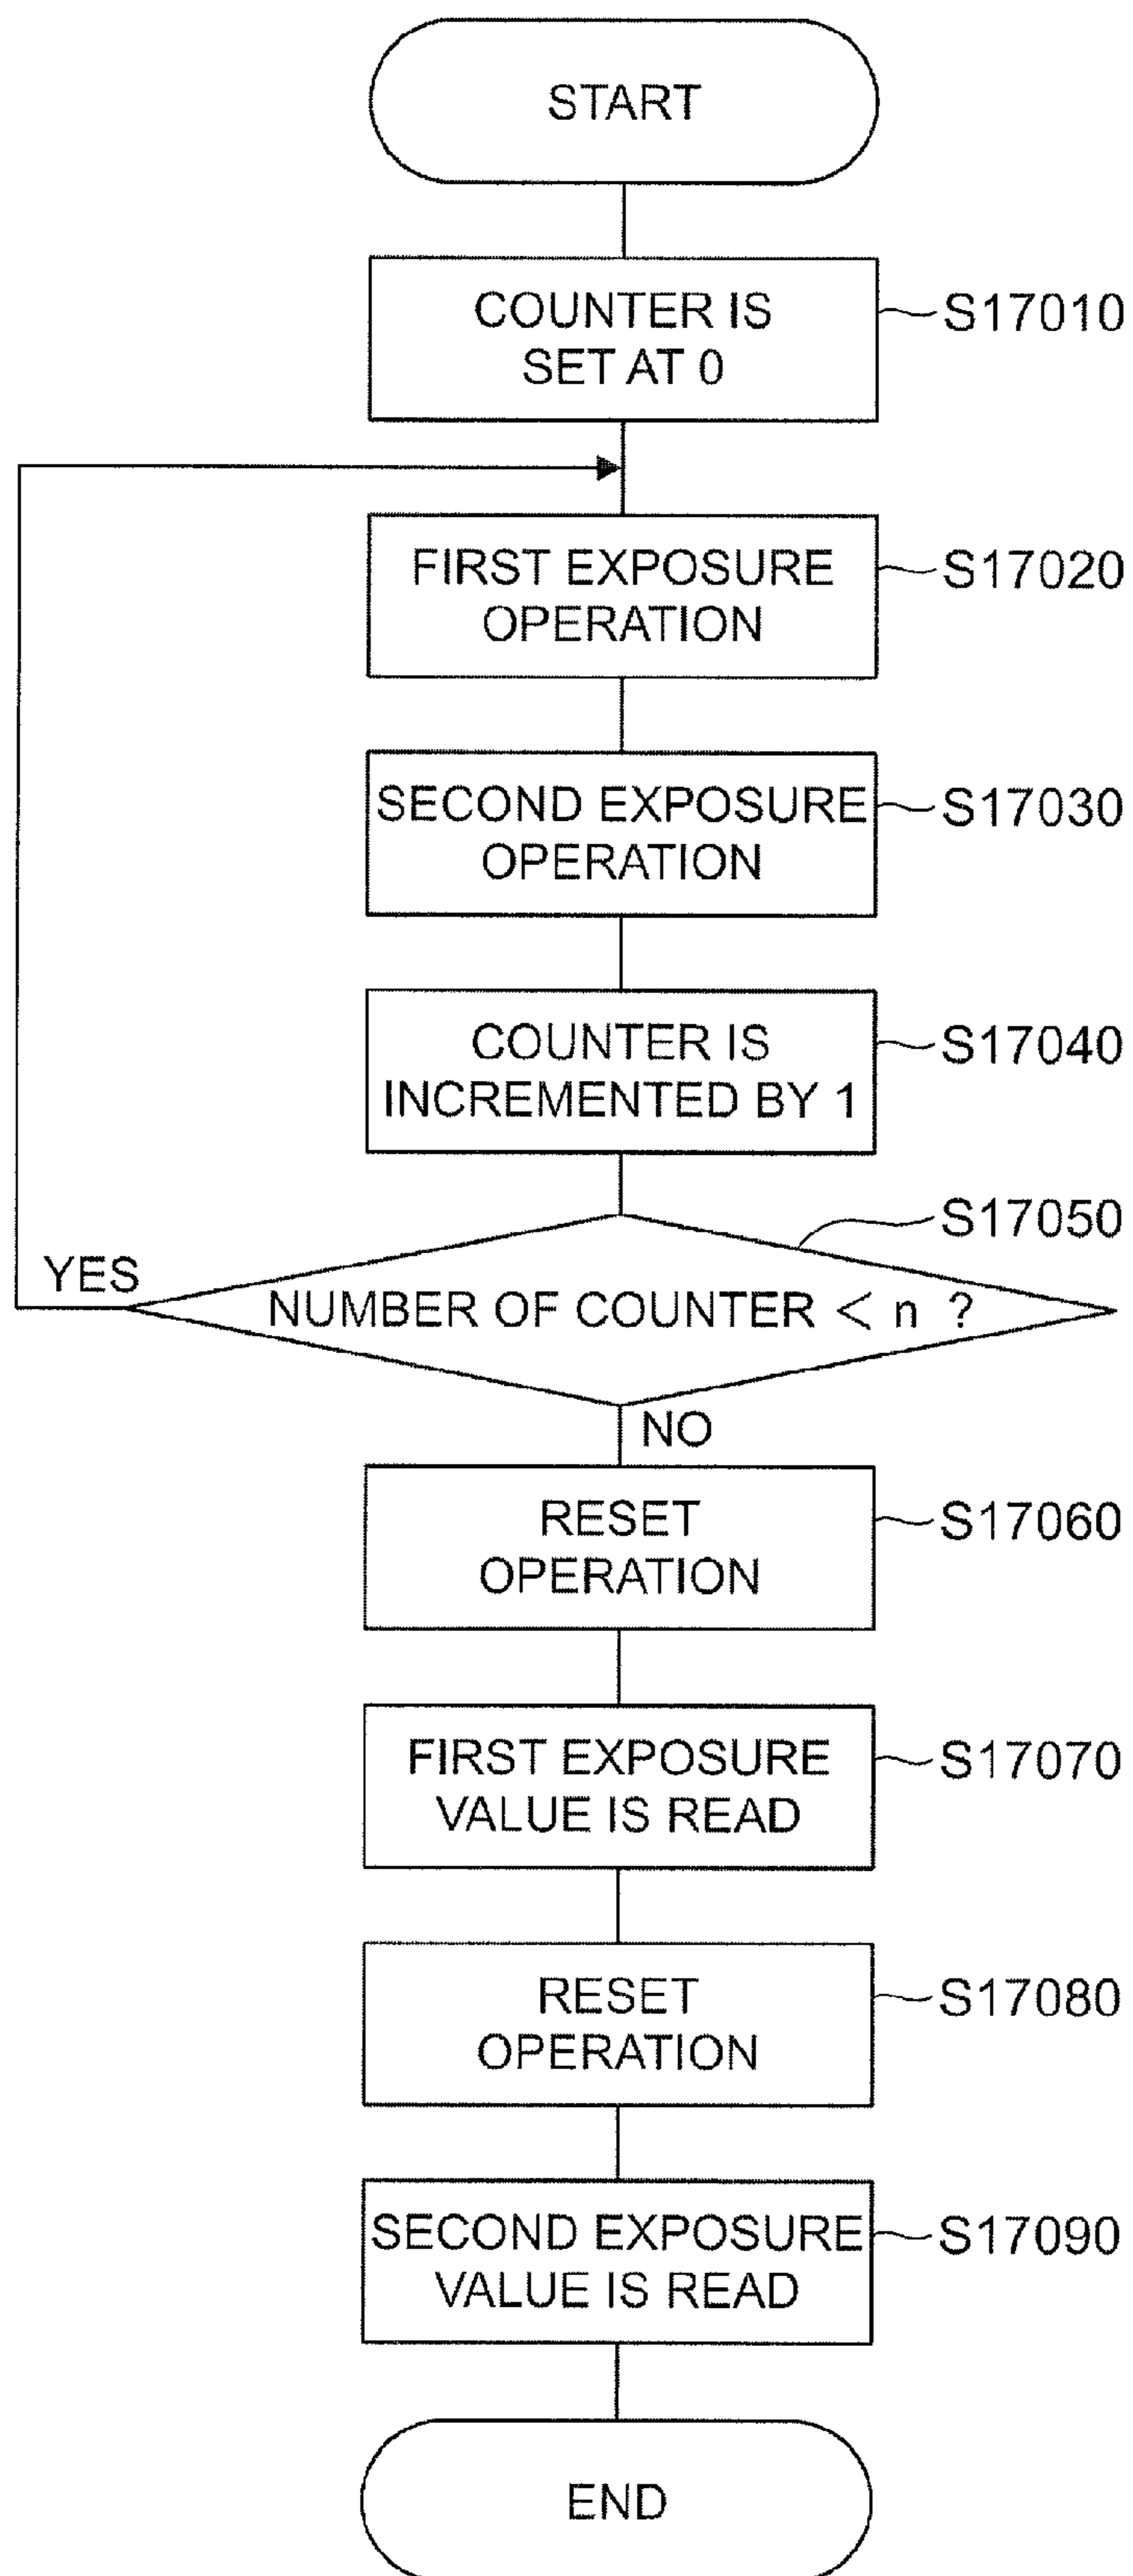 START
COUNTER IS
SET AT 0
S17010
FIRST EXPOSURE
OPERATION
S17020
SECOND EXPOSURE
OPERATION
S17030
COUNTER IS
INCREMENTED BY 1
S17040
S17050
YES
NUMBER OF COUNTER < n ?
NO
RESET
OPERATION
S17060
FIRST EXPOSURE
VALUE IS READ
S17070
RESET
OPERATION
S17080
SECOND EXPOSURE
VALUE IS READ
S17090
END